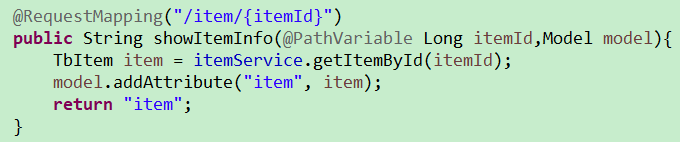 @RequestMapping("/item/{itemId}")
public String showItemInfo(@PathVariable Long itemId,Model model){
    TbItem item = itemService.getItemById(itemId);
    model.addAttribute("item", item);
    return "item";
}